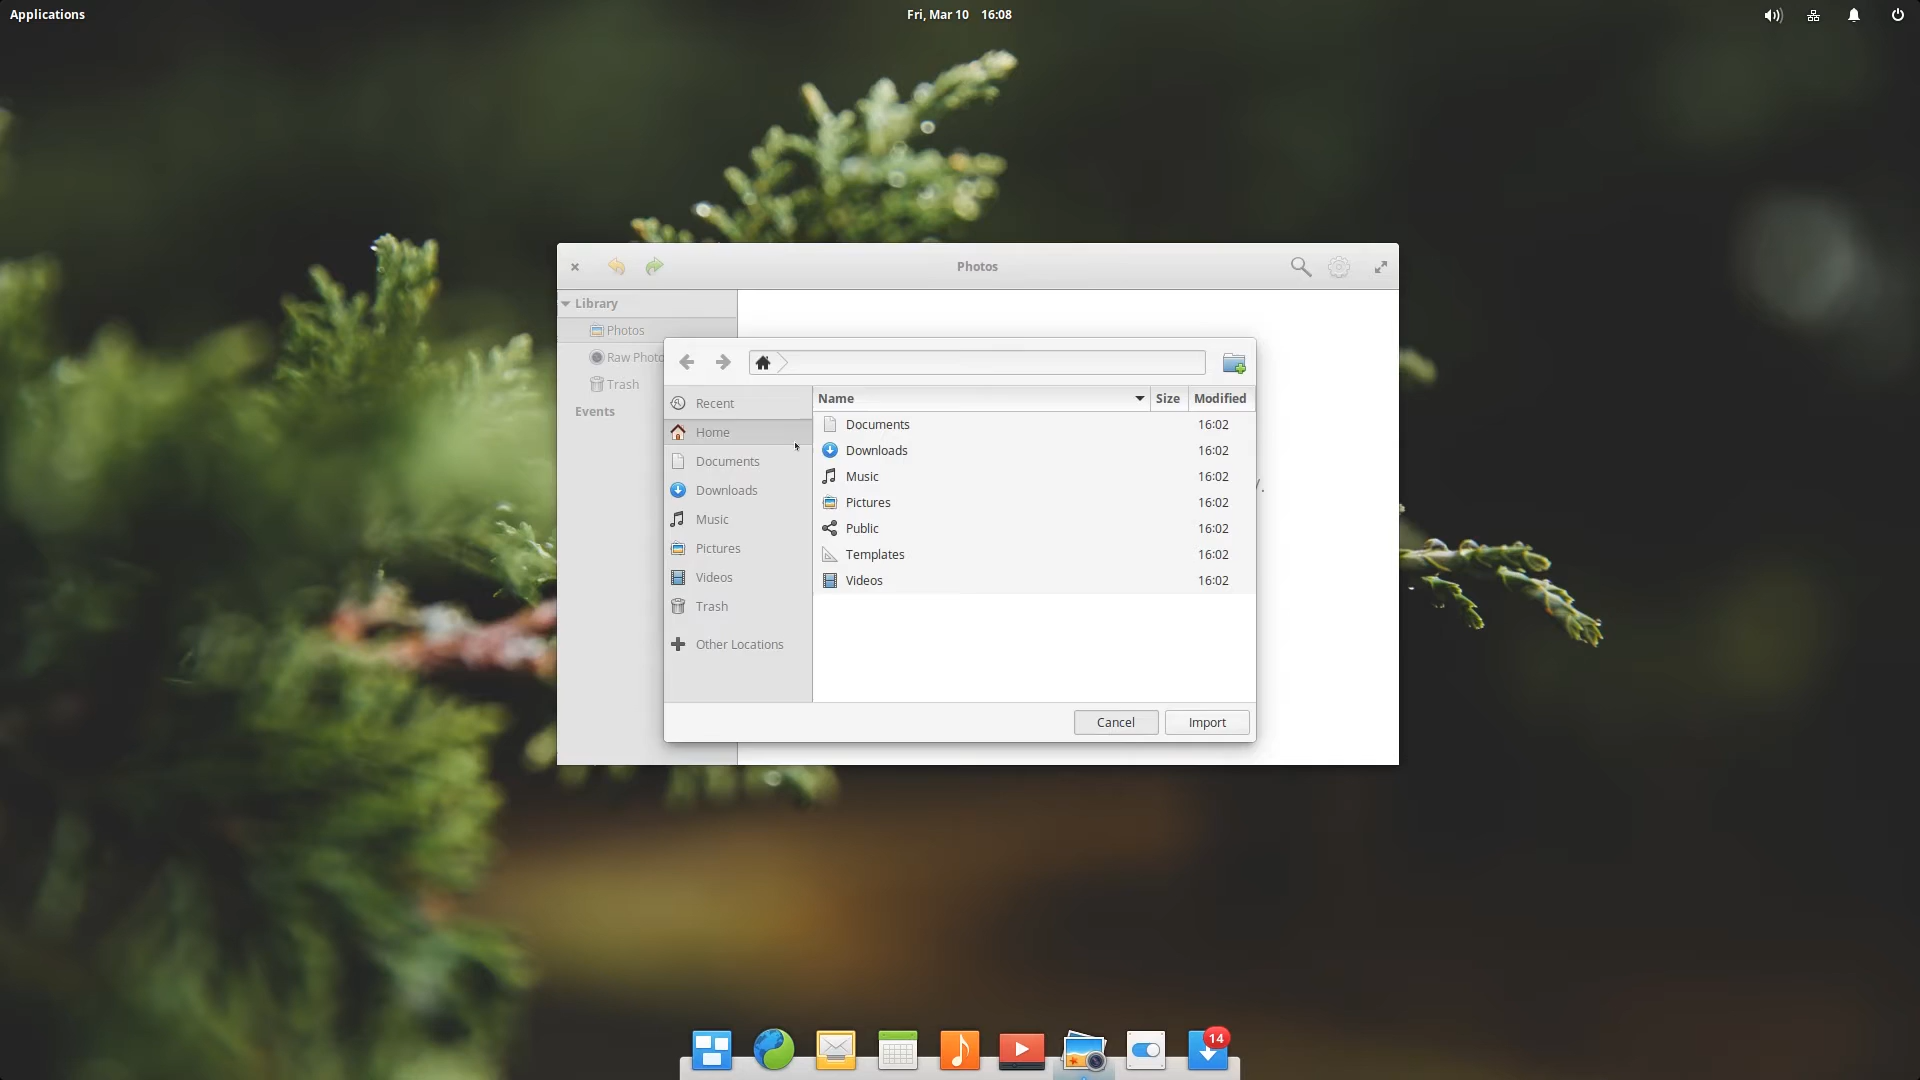 Applications
Fri, Mar 10 16:08
Photos
Library
Photos
Raw Photo
Trash
Events
Recent
Home
Documents
Downloads
Music
Pictures
Videos
Trash
Other Locations
Name Size Modified
Documents 16:02
Downloads 16:02
Music 16:02
Pictures 16:02
Public 16:02
Templates 16:02
Videos 16:02
Cancel Import
14